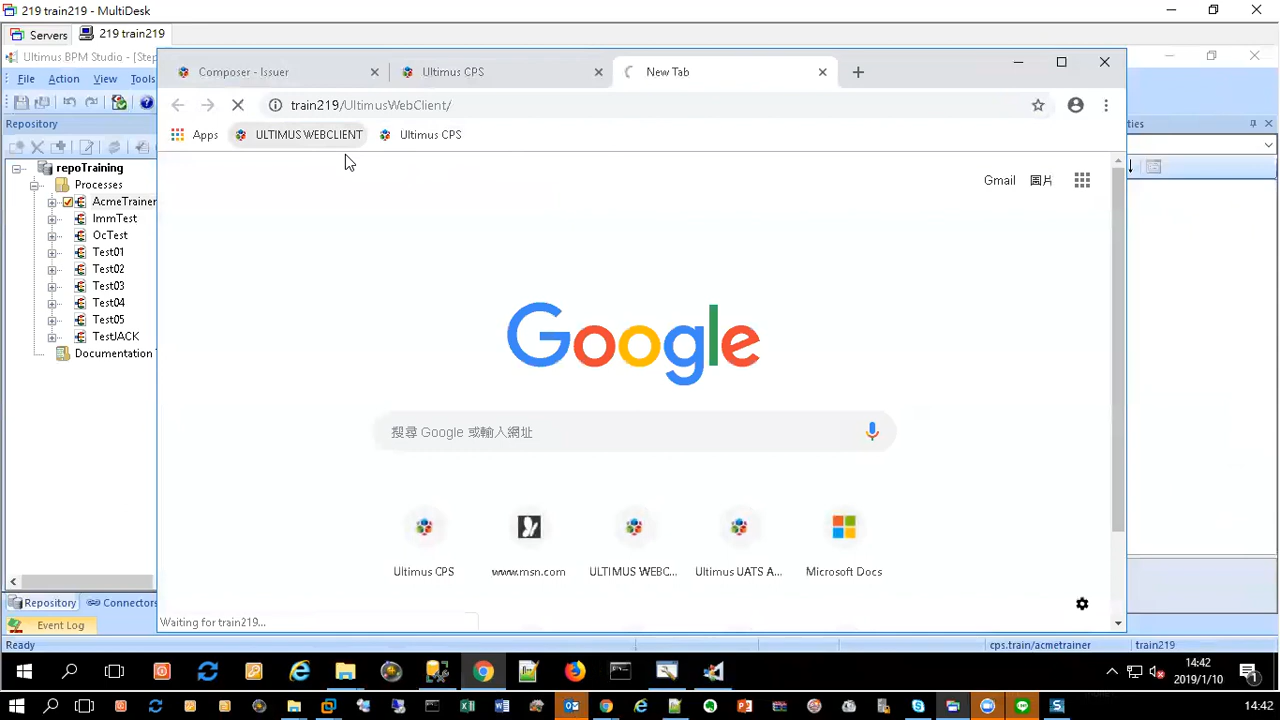 219 train219 - MultiDesk
Servers
219 train219
Ultimus BPM Studio - [Step
File Action View Tools
Repository
repoTraining
Processes
AcmeTrainer
ImmTest
OcTest
Test01
Test02
Test03
Test04
Test05
TestJACK
Documentation
Repository
Connectors
Event Log
Ready
Composer - Issuer
Ultimus CPS
New Tab
train219/UltimusWebClient/
Apps
ULTIMUS WEBCLIENT
Ultimus CPS
Gmail
圖片
Google
搜尋 Google 或輸入網址
Ultimus CPS
www.msn.com
ULTIMUS WEBC...
Ultimus UATS A...
Microsoft Docs
Waiting for train219...
ties
cps.train/acmetrainer
train219
14:42
2019/1/10
1
14:42